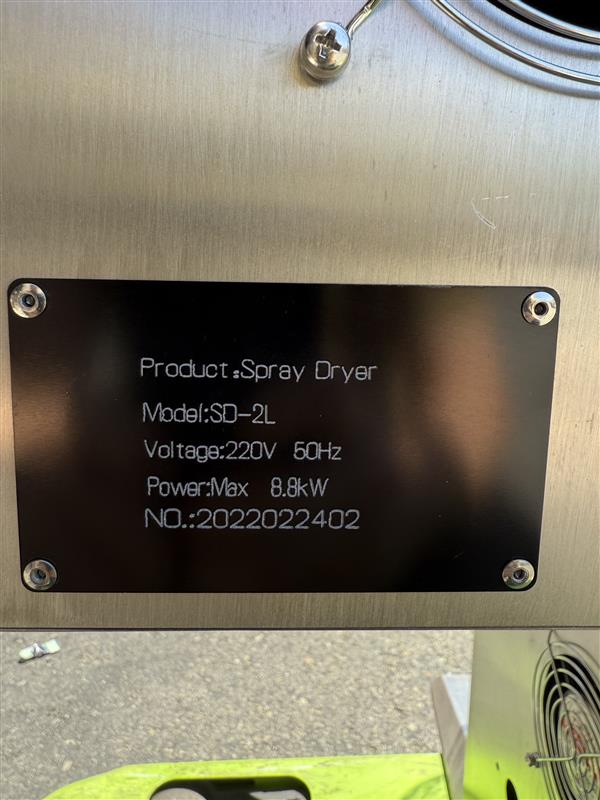 Product:Spray Dryer
Model:SD-2L
Voltage:220V 50Hz
Power:Max 8.8kW
NO.:2022022402